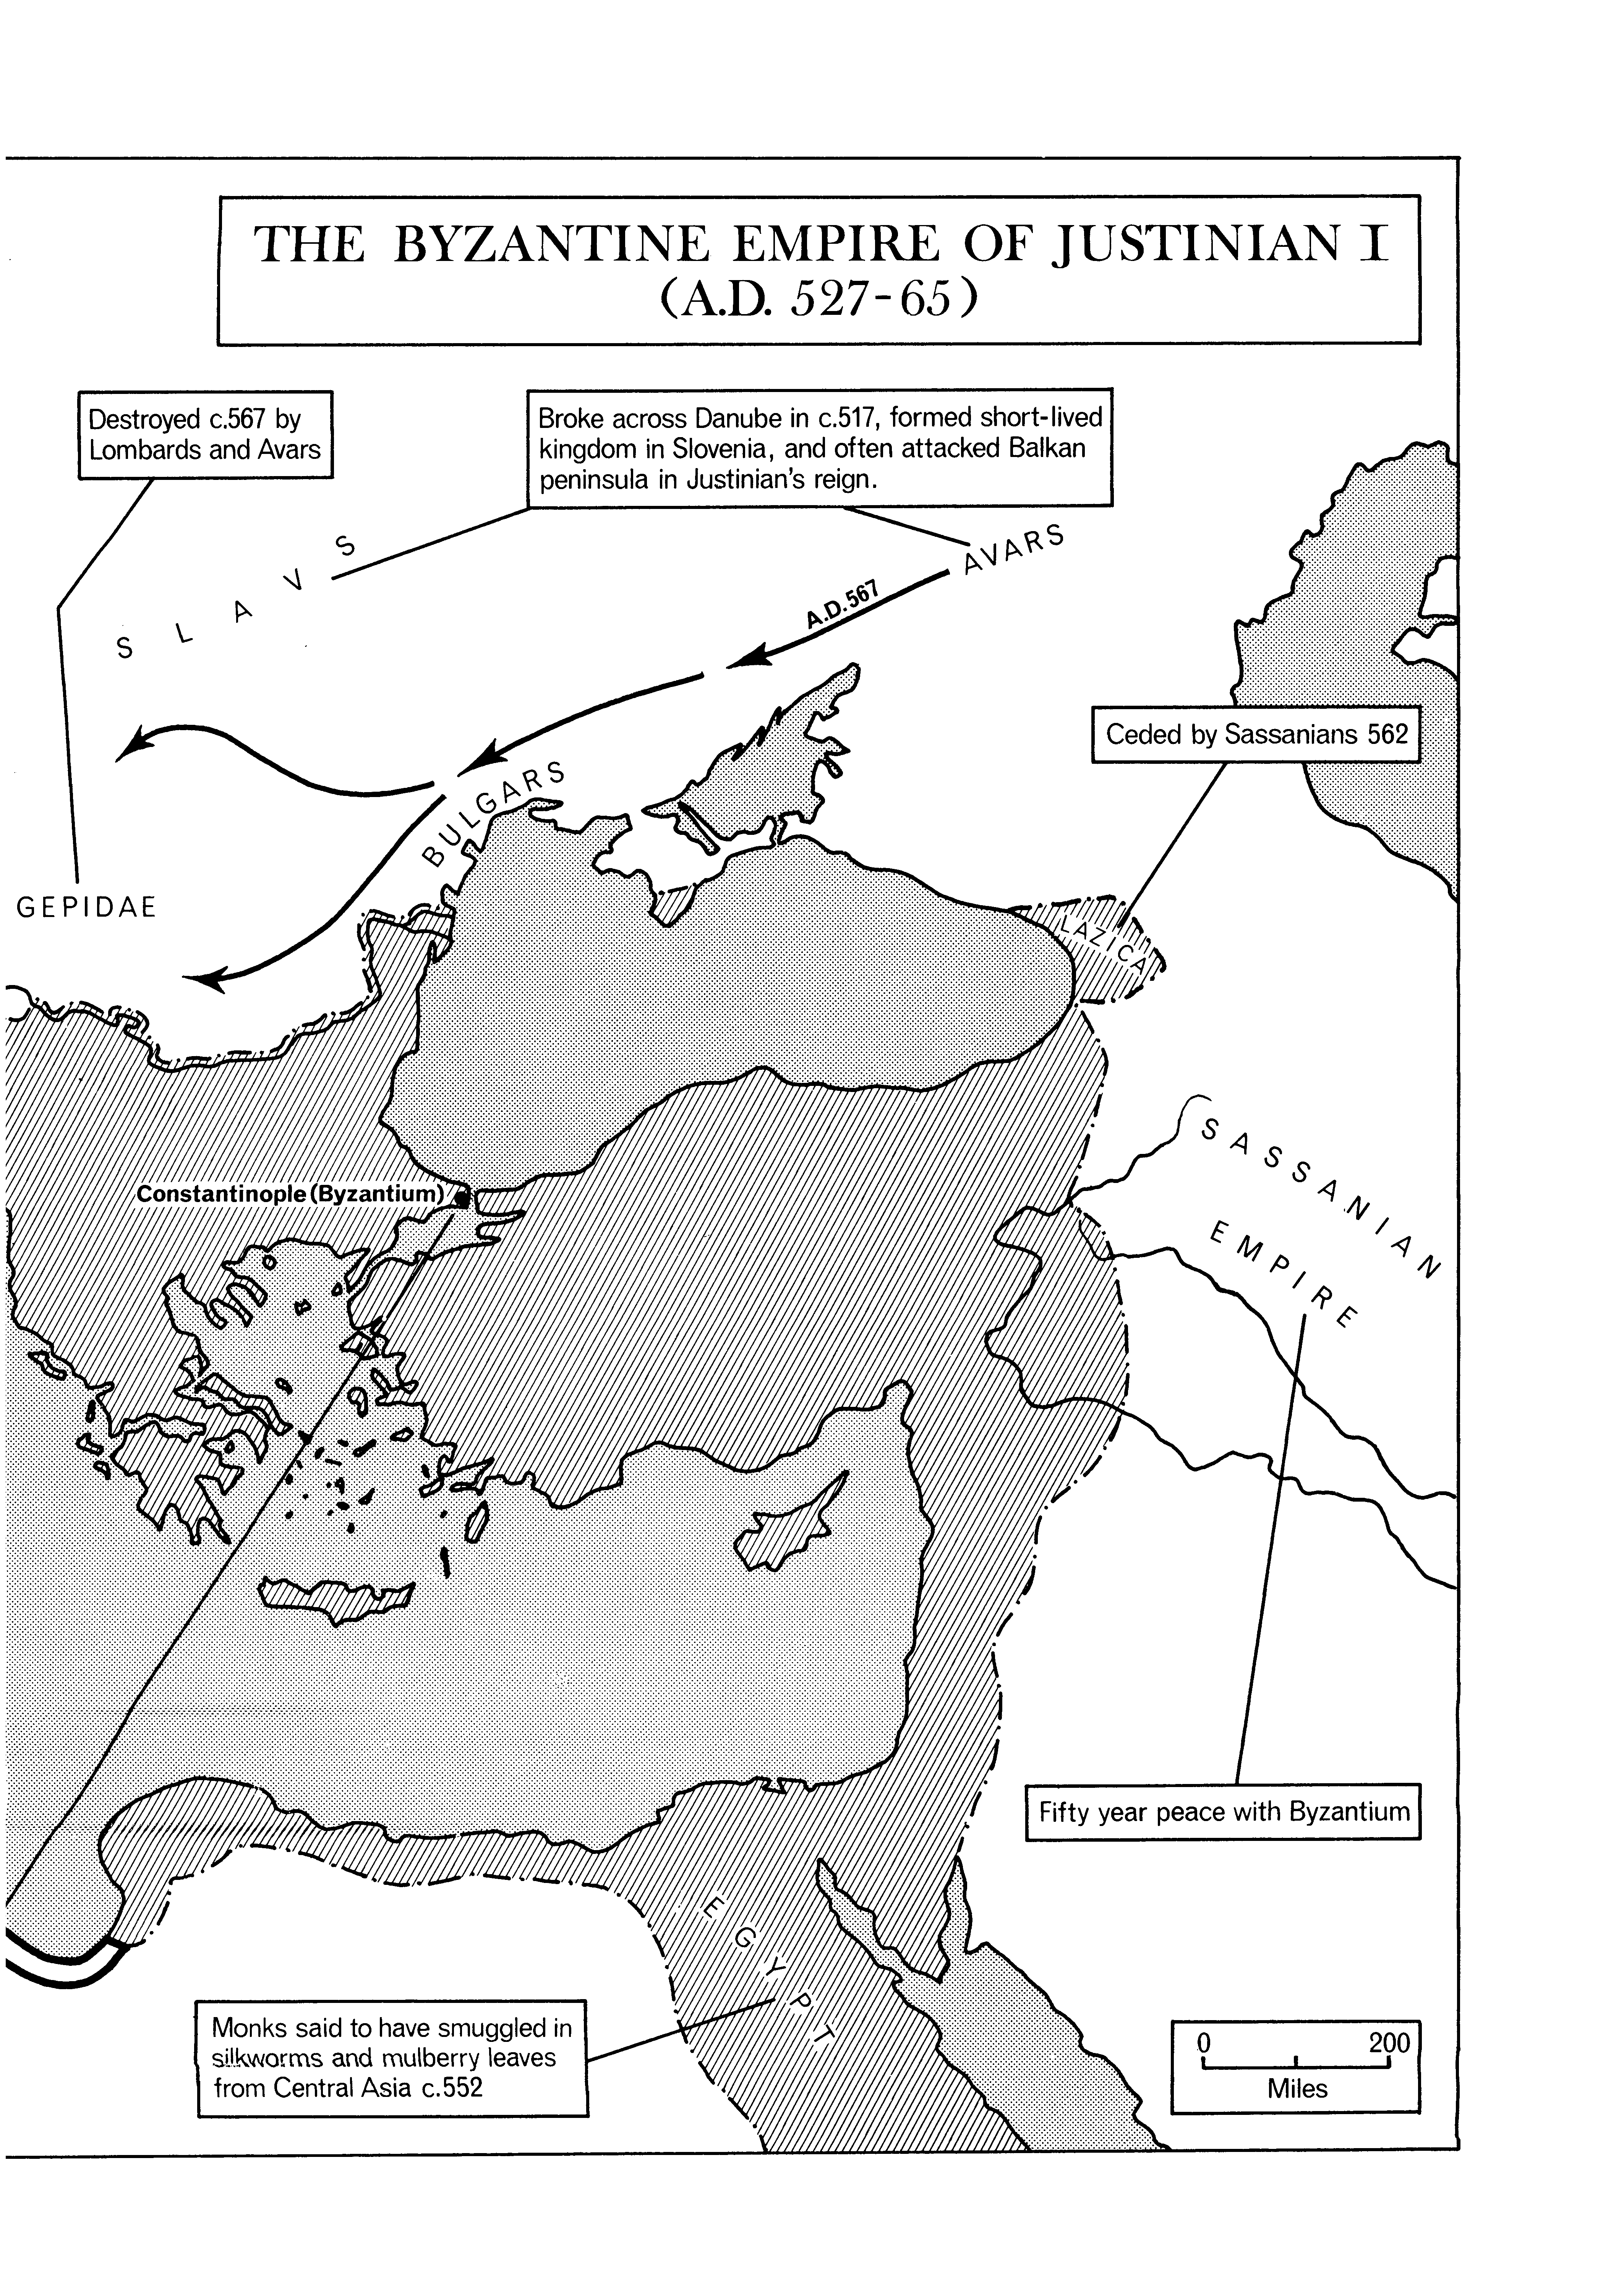 THE BYZANTINE EMPIRE OF JUSTINIAN I
(A.D. 527-65)
Destroyed c.567 by
Lombards and Avars
Broke across Danube in c.517, formed short-lived
kingdom in Slovenia, and often attacked Balkan
peninsula in Justinian's reign.
SLAVS
AVARS
A.D. 567
Ceded by Sassanians 562
BULGARS
GEPIDAE
LAZICA
SASSANIAN
EMPIRE
Constantinople (Byzantium)
Fifty year peace with Byzantium
EGYPT
Monks said to have smuggled in
silkworms and mulberry leaves
from Central Asia c.552
0 200
Miles